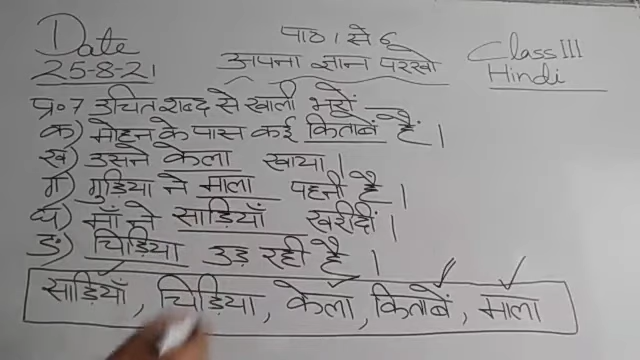 Date
25-8-21
पाठ 1 से 6
अपना ज्ञान परखो
Class III
Hindi
प्र०7 उचित शब्द से खाली भरों
क) मोहन के पास कई किताबें हैं।
ख) उसने केला खाया।
ग) गुड़िया ने माला पहनी है।
घ) माँ ने साड़ियाँ खरीदीं।
ङ) चिड़िया उड़ रही है।
साड़ियाँ, चिड़िया, केला, किताबें, माला